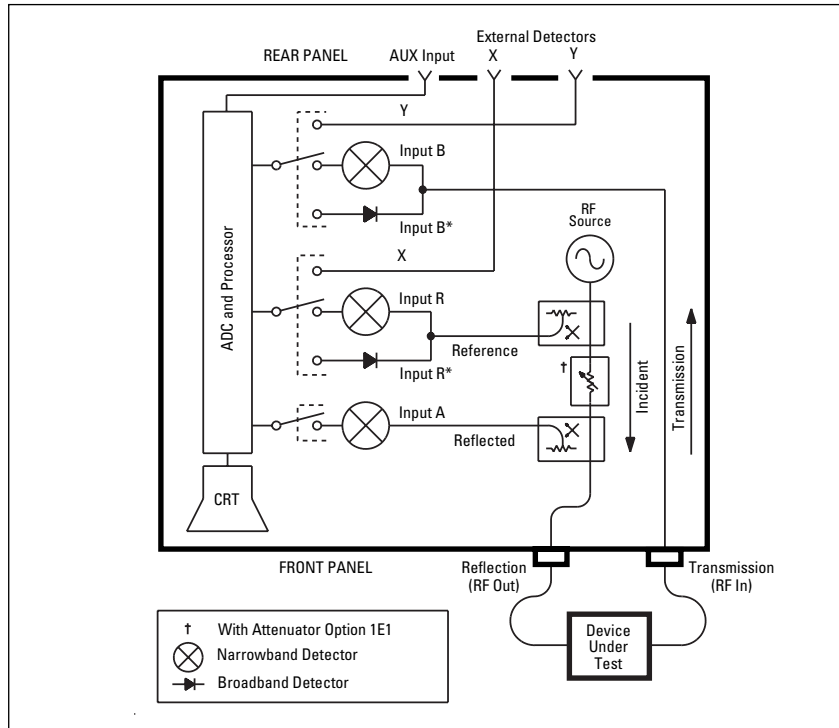 External Detectors
REAR PANEL
AUX Input
X
Y
Y
Input B
RF
Source
Input B*
X
ADC and Processor
Input R
Reference
†
Input R*
Incident
Transmission
Input A
Reflected
CRT
FRONT PANEL
Reflection
(RF Out)
Transmission
(RF In)
Device
Under
Test
† With Attenuator Option 1E1
Narrowband Detector
Broadband Detector